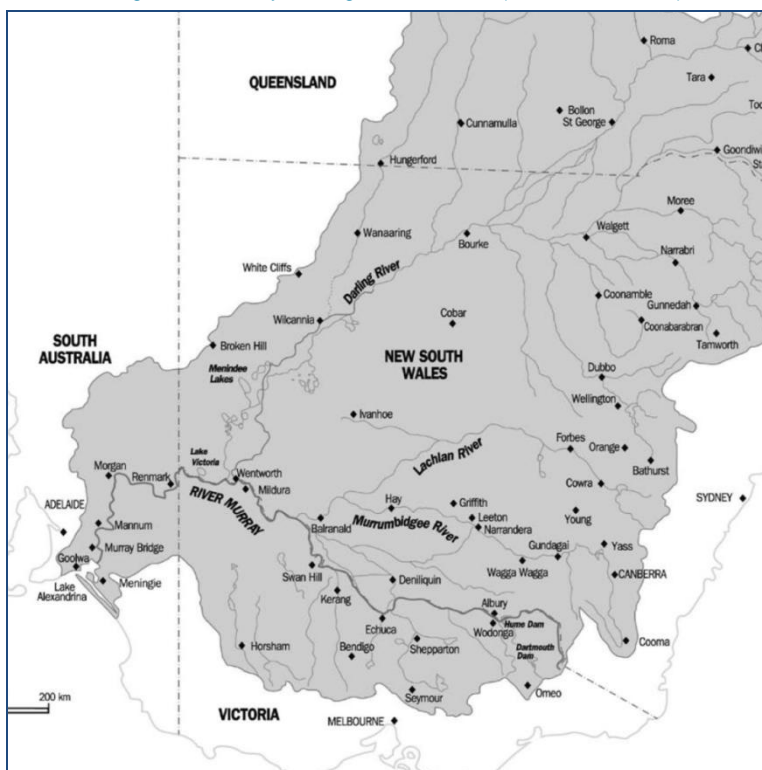 Roma
QUEENSLAND
Tara
Bollon
St George
Cunnamulla
Hungerford
Moree
Wanaaring
Bourke
Walgett
Narrabri
White Cliffs
Darling River
Coonamble
Gunnedah
Wilcannia
Cobar
Coonabarabran
Tamworth
SOUTH
AUSTRALIA
Broken Hill
Menindee
Lakes
NEW SOUTH
WALES
Dubbo
Wellington
Ivanhoe
Lachlan River
Forbes
Orange
Bathurst
Lake
Victoria
Morgan
Renmark
Wentworth
Mildura
RIVER MURRAY
Cowra
SYDNEY
ADELAIDE
Mannum
Hay
Griffith
Leeton
Narrandera
Young
Balranald
Murrumbidgee River
Murray Bridge
Goolwa
Lake
Alexandrina
Meningie
Gundagai
Yass
Wagga Wagga
CANBERRA
Swan Hill
Kerang
Deniliquin
Albury
Hume Dam
Wodonga
Echuca
Horsham
Bendigo
Shepparton
Dartmouth
Dam
Cooma
Omeo
Seymour
200 km
VICTORIA
MELBOURNE